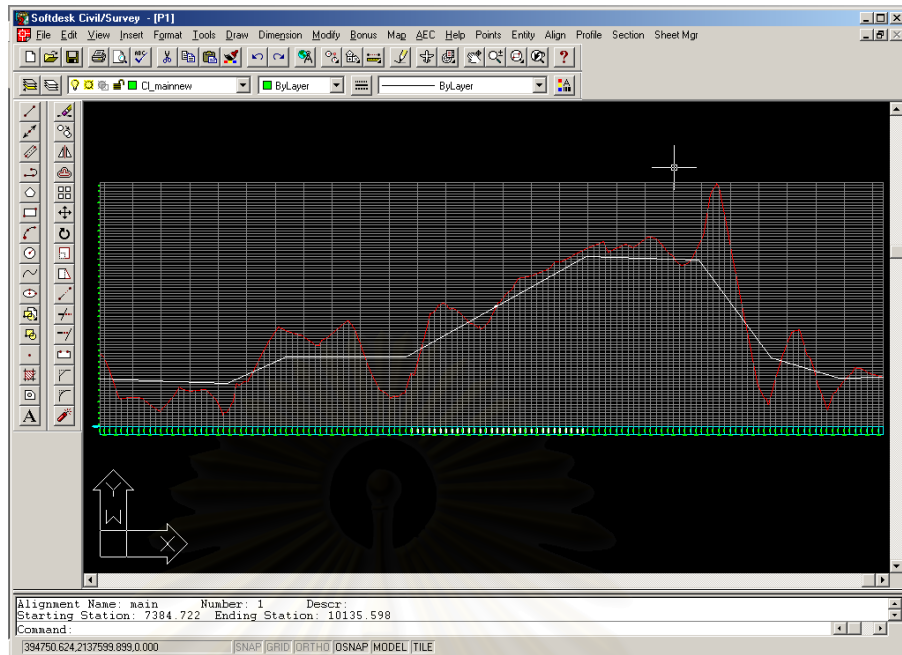 Softdesk Civil/Survey - [P1]
File Edit View Insert Format Tools Draw Dimension Modify Bonus Map AEC Help Points Entity Align Profile Section Sheet Mgr
Cl_mainnew ByLayer ByLayer
A
Y
W
X
Alignment Name: main Number: 1 Descr:
Starting Station: 7384.722 Ending Station: 10135.598
Command:
394750.624,2137599.899,0.000 SNAP GRID ORTHO OSNAP MODEL TILE